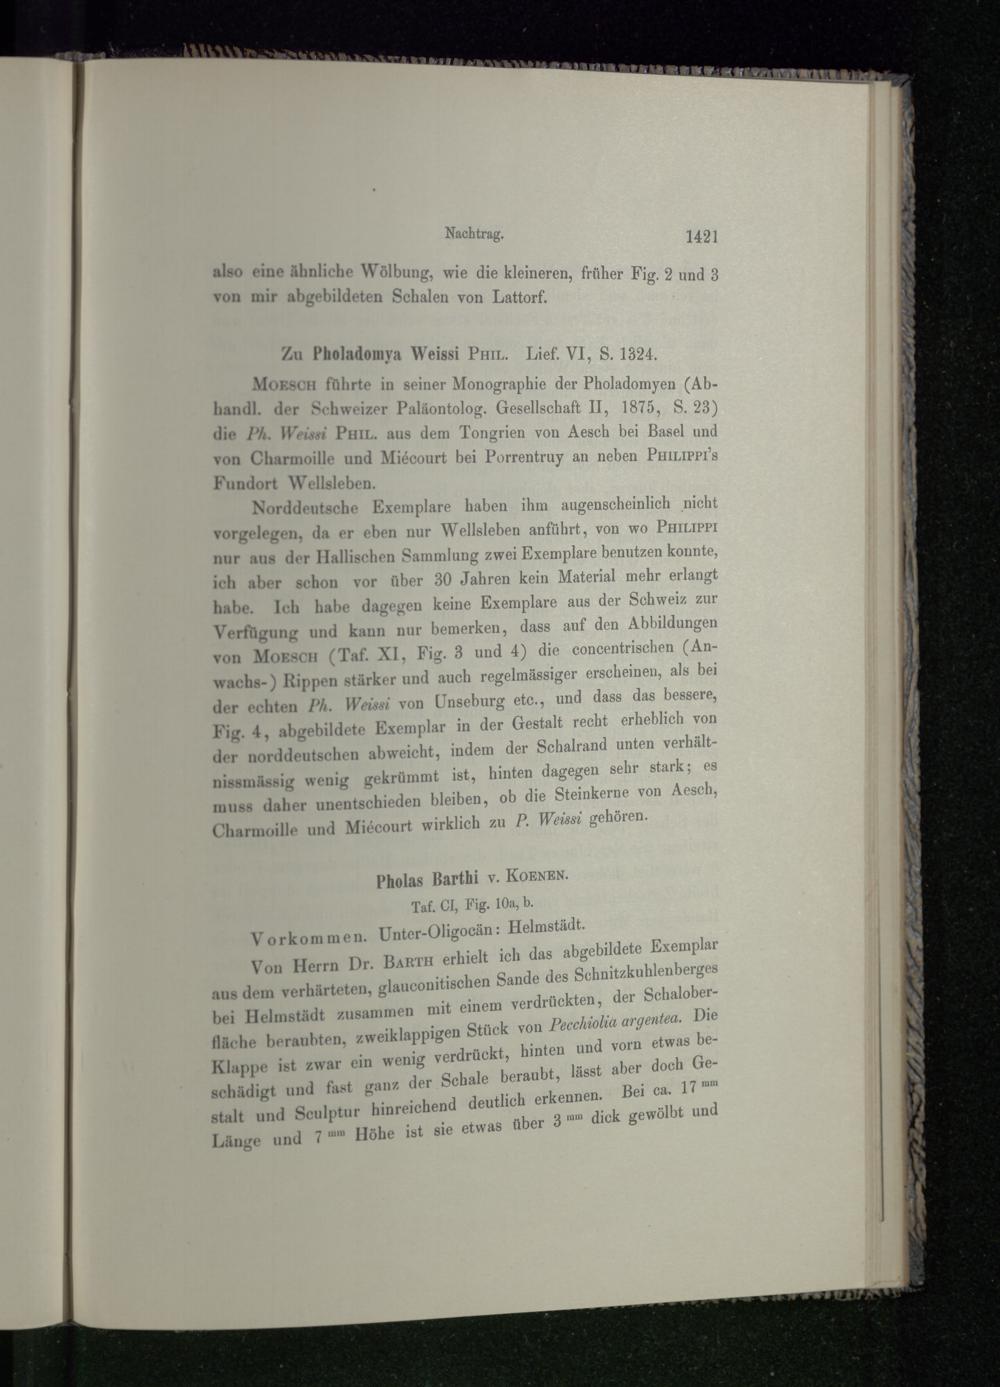 Nachtrag. 1421
also eine ähnliche Wölbung, wie die kleineren, früher Fig. 2 und 3
von mir abgebildeten Schalen von Lattorf.
Zu Pholadomya Weissi PHIL. Lief. VI, S. 1324.
MOESCH führte in seiner Monographie der Pholadomyen (Ab-
handl. der Schweizer Paläontolog. Gesellschaft II, 1875, S. 23)
die Ph. Weissi PHIL. aus dem Tongrien von Aesch bei Basel und
von Charmoille und Miécourt bei Porrentruy an neben PHILIPPI's
Fundort Wellsleben.
Norddeutsche Exemplare haben ihm augenscheinlich nicht
vorgelegen, da er eben nur Wellsleben anführt, von wo PHILIPPI
nur aus der Hallischen Sammlung zwei Exemplare benutzen konnte,
ich aber schon vor über 30 Jahren kein Material mehr erlangt
habe. Ich habe dagegen keine Exemplare aus der Schweiz zur
Verfügung und kann nur bemerken, dass auf den Abbildungen
von MOESCH (Taf. XI, Fig. 3 und 4) die concentrischen (An-
wachs-) Rippen stärker und auch regelmässiger erscheinen, als bei
der echten Ph. Weissi von Unseburg etc., und dass das bessere,
Fig. 4, abgebildete Exemplar in der Gestalt recht erheblich von
der norddeutschen abweicht, indem der Schalrand unten verhält-
nissmässig wenig gekrümmt ist, hinten dagegen sehr stark; es
muss daher unentschieden bleiben, ob die Steinkerne von Aesch,
Charmoille und Miécourt wirklich zu P. Weissi gehören.
Pholas Barthi v. KOENEN.
Taf. CI, Fig. 10a, b.
Vorkommen. Unter-Oligocän: Helmstädt.
Von Herrn Dr. BARTH erhielt ich das abgebildete Exemplar
aus dem verhärteten, glauconitischen Sande des Schnitzkuhlenberges
bei Helmstädt zusammen mit einem verdrückten, der Schalober-
fläche beraubten, zweiklappigen Stück von Pecchiolia argentea. Die
Klappe ist zwar ein wenig verdrückt, hinten und vorn etwas be-
schädigt und fast ganz der Schale beraubt, lässt aber doch Ge-
stalt und Sculptur hinreichend deutlich erkennen. Bei ca. 17 mm
Länge und 7 mm Höhe ist sie etwas über 3 mm dick gewölbt und